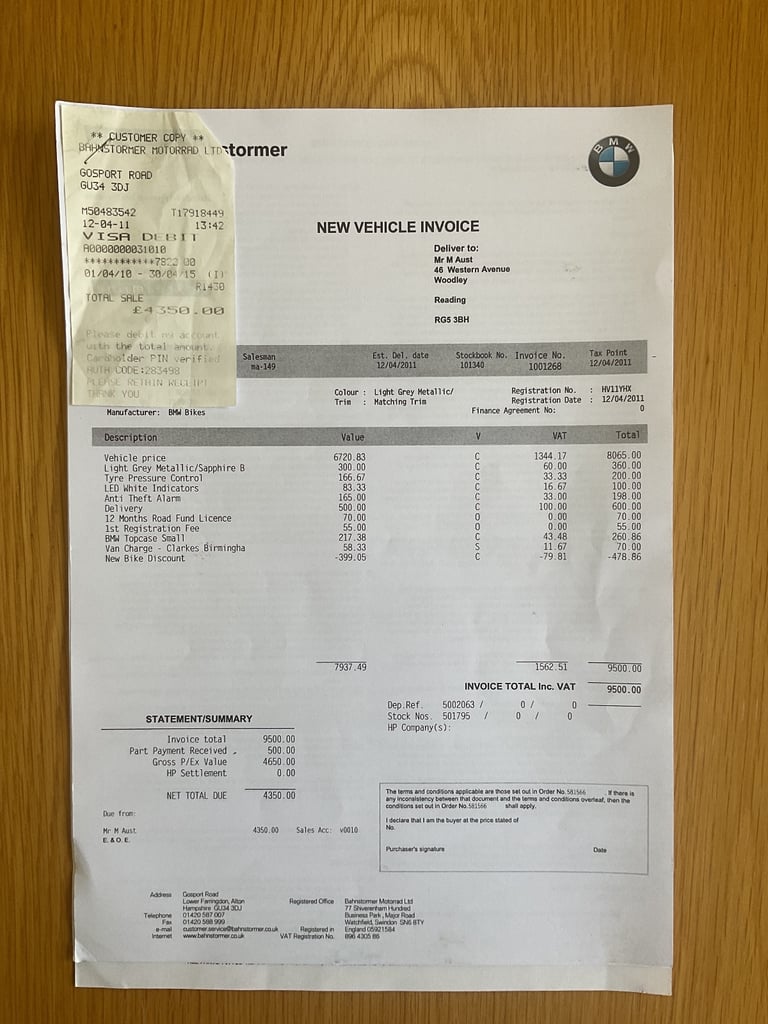 ** CUSTOMER COPY **
BAHNSTORMER MOTORRAD LTD
GOSPORT ROAD
GU34 3DJ
M50483542 T17918449
12-04-11 13:42
VISA DEBIT
A0000000031010
01/04/10 - 30/04/15 (I)
R1430
TOTAL SALE
£4350.00
Please debit my account
with the total amount.
Cardholder PIN verified
AUTH CODE:283498
PLEASE RETAIN RECEIPT
THANK YOU
stormer
BMW
NEW VEHICLE INVOICE
Deliver to:
Mr M Aust
46 Western Avenue
Woodley
Reading
RG5 3BH
Salesman Est. Del. date Stockbook No. Invoice No. Tax Point
ma-149 12/04/2011 101340 1001268 12/04/2011
Colour : Light Grey Metallic/ Registration No. : HV11YHX
Trim : Matching Trim Registration Date : 12/04/2011
Manufacturer: BMW Bikes Finance Agreement No: 0
Description Value V VAT Total
Vehicle price 6720.83 C 1344.17 8065.00
Light Grey Metallic/Sapphire B 300.00 C 60.00 360.00
Tyre Pressure Control 166.67 C 33.33 200.00
LED White Indicators 83.33 C 16.67 100.00
Anti Theft Alarm 165.00 C 33.00 198.00
Delivery 500.00 C 100.00 600.00
12 Months Road Fund Licence 70.00 O 0.00 70.00
1st Registration Fee 55.00 O 0.00 55.00
BMW Topcase Small 217.38 C 43.48 260.86
Van Charge - Clarkes Birmingha 58.33 S 11.67 70.00
New Bike Discount -399.05 C -79.81 -478.86
7937.49 1562.51 9500.00
INVOICE TOTAL Inc. VAT 9500.00
Dep.Ref. 5002063 / 0 / 0
Stock Nos. 501795 / 0 / 0
HP Company(s):
STATEMENT/SUMMARY
Invoice total 9500.00
Part Payment Received . 500.00
Gross P/Ex Value 4650.00
HP Settlement 0.00
NET TOTAL DUE 4350.00
Due from:
Mr M Aust 4350.00 Sales Acc: v0010
E. & O. E.
The terms and conditions applicable are those set out in Order No. 581566 . If there is
any inconsistency between that document and the terms and conditions overleaf, then the
conditions set out in Order No. 581566 shall apply.
I declare that I am the buyer at the price stated of
No.
Purchaser's signature Date
Address Gosport Road
Lower Farringdon, Alton
Hampshire GU34 3DJ
Telephone 01420 587 007
Fax 01420 588 999
e-mail customer.service@bahnstormer.co.uk
Internet www.bahnstormer.co.uk
Registered Office Bahnstormer Motorrad Ltd
77 Shrivenham Hundred
Business Park, Major Road
Watchfield, Swindon SN6 8TY
Registered in England 05921584
VAT Registration No. 896 4305 86